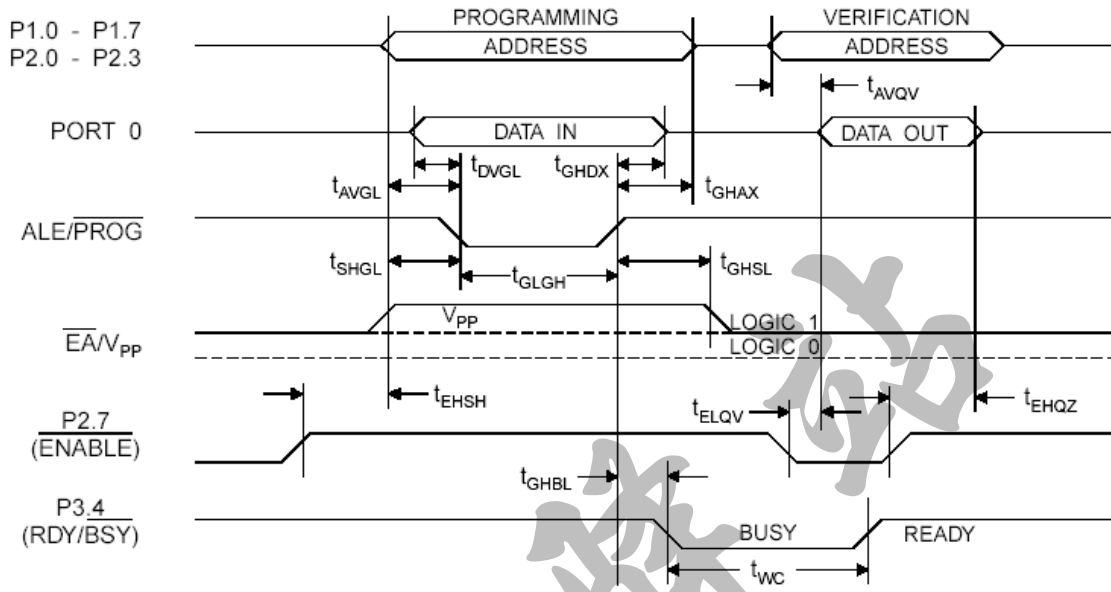 PROGRAMMING
VERIFICATION
P1.0 - P1.7
P2.0 - P2.3
ADDRESS
ADDRESS
tAVQV
PORT 0
DATA IN
DATA OUT
tDVGL
tGHDX
tAVGL
tGHAX
ALE/PROG
tSHGL
tGLGH
tGHSL
VPP
LOGIC 1
LOGIC 0
EA/VPP
tEHSH
tELQV
tEHQZ
P2.7
(ENABLE)
tGHBL
P3.4
(RDY/BSY)
BUSY
READY
tWC